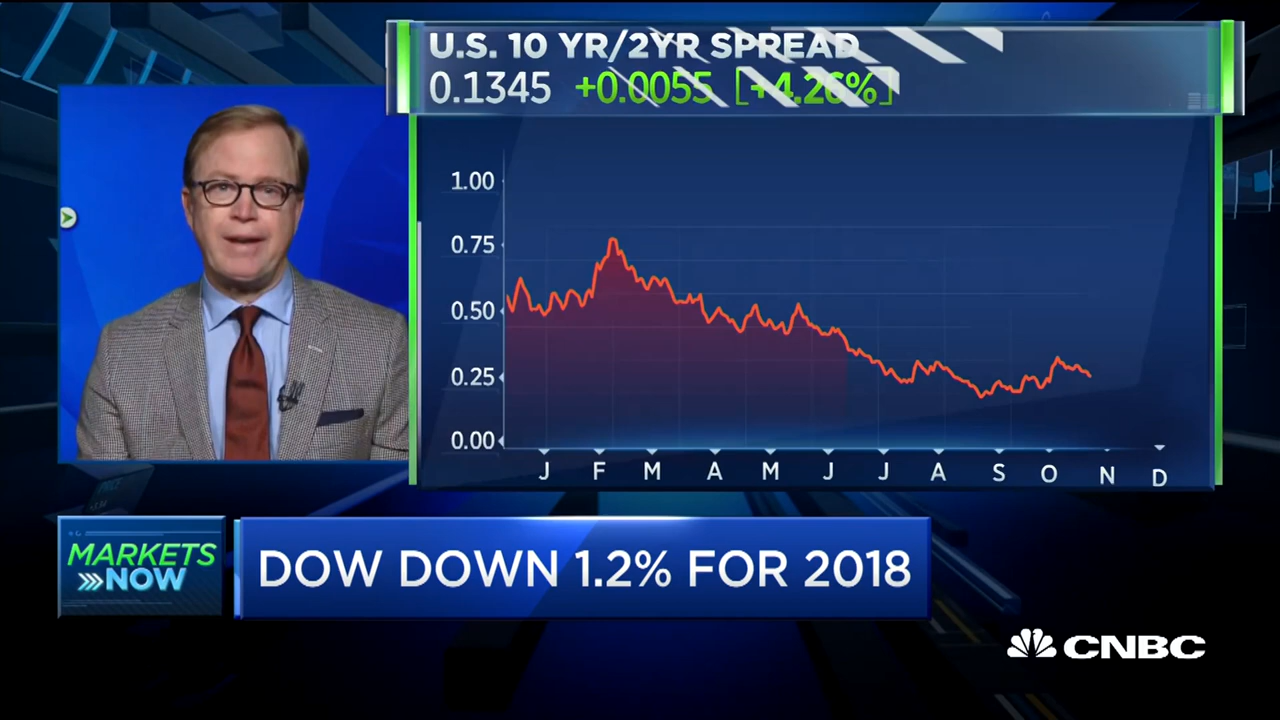 U.S. 10 YR/2YR SPREAD
0.1345 +0.0055 [+4.26%]
1.00
0.75
0.50
0.25
0.00
J F M A M J J A S O N D
MARKETS
NOW
DOW DOWN 1.2% FOR 2018
CNBC